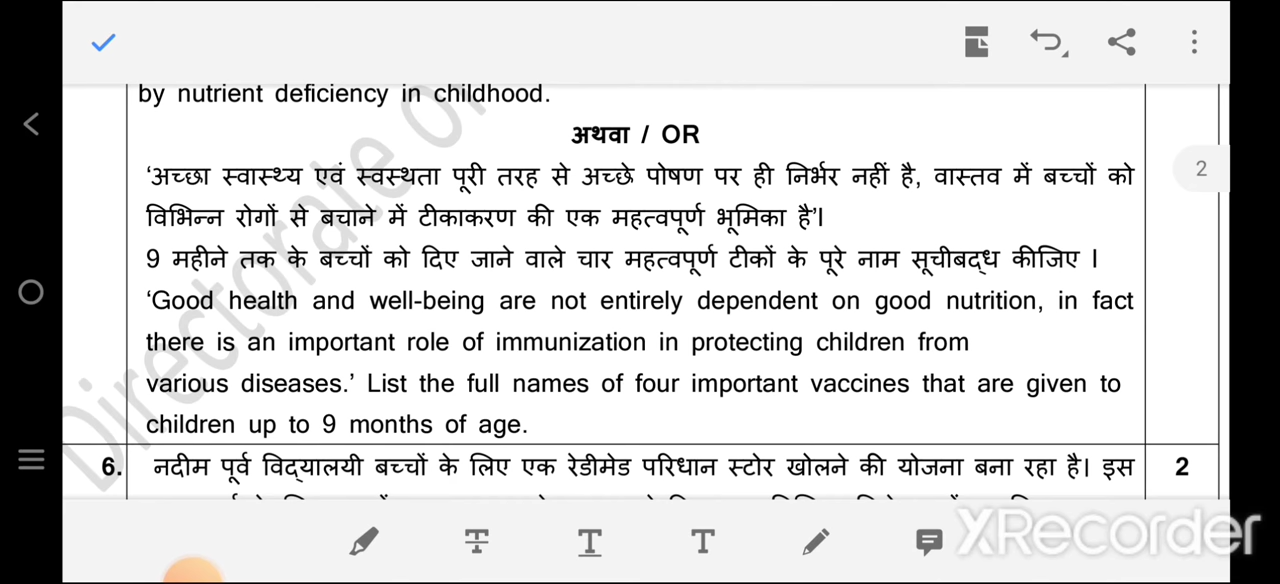 by nutrient deficiency in childhood.
अथवा / OR
2
‘अच्छा स्वास्थ्य एवं स्वस्थता पूरी तरह से अच्छे पोषण पर ही निर्भर नहीं है, वास्तव में बच्चों को
विभिन्न रोगों से बचाने में टीकाकरण की एक महत्वपूर्ण भूमिका है’।
9 महीने तक के बच्चों को दिए जाने वाले चार महत्वपूर्ण टीकों के पूरे नाम सूचीबद्ध कीजिए ।
‘Good health and well-being are not entirely dependent on good nutrition, in fact
there is an important role of immunization in protecting children from
various diseases.’ List the full names of four important vaccines that are given to
children up to 9 months of age.
6. नदीम पूर्व विद्यालयी बच्चों के लिए एक रेडीमेड परिधान स्टोर खोलने की योजना बना रहा है। इस 2
Directorate of
T T T
XRecorder